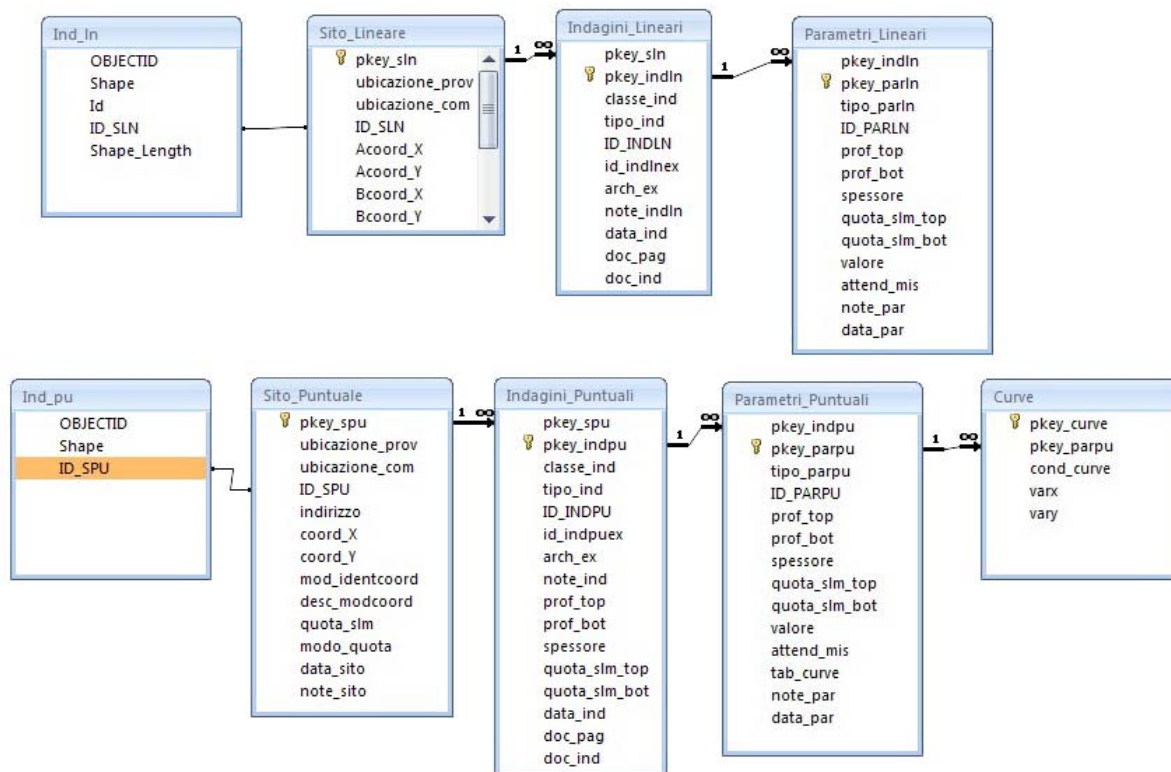 Ind_ln
OBJECTID
Shape
Id
ID_SLN
Shape_Length
Sito_Lineare
pkey_sln
ubicazione_prov
ubicazione_com
ID_SLN
Acoord_X
Acoord_Y
Bcoord_X
Bcoord_Y
1
∞
Indagini_Lineari
pkey_sln
pkey_indln
classe_ind
tipo_ind
ID_INDLN
id_indlnex
arch_ex
note_indln
data_ind
doc_pag
doc_ind
1
∞
Parametri_Lineari
pkey_indln
pkey_parln
tipo_parln
ID_PARLN
prof_top
prof_bot
spessore
quota_slm_top
quota_slm_bot
valore
attend_mis
note_par
data_par
Ind_pu
OBJECTID
Shape
ID_SPU
Sito_Puntuale
pkey_spu
ubicazione_prov
ubicazione_com
ID_SPU
indirizzo
coord_X
coord_Y
mod_identcoord
desc_modcoord
quota_slm
modo_quota
data_sito
note_sito
1
∞
Indagini_Puntuali
pkey_spu
pkey_indpu
classe_ind
tipo_ind
ID_INDPU
id_indpuex
arch_ex
note_ind
prof_top
prof_bot
spessore
quota_slm_top
quota_slm_bot
data_ind
doc_pag
doc_ind
1
∞
Parametri_Puntuali
pkey_indpu
pkey_parpu
tipo_parpu
ID_PARPU
prof_top
prof_bot
spessore
quota_slm_top
quota_slm_bot
valore
attend_mis
tab_curve
note_par
data_par
1
∞
Curve
pkey_curve
pkey_parpu
cond_curve
varx
vary